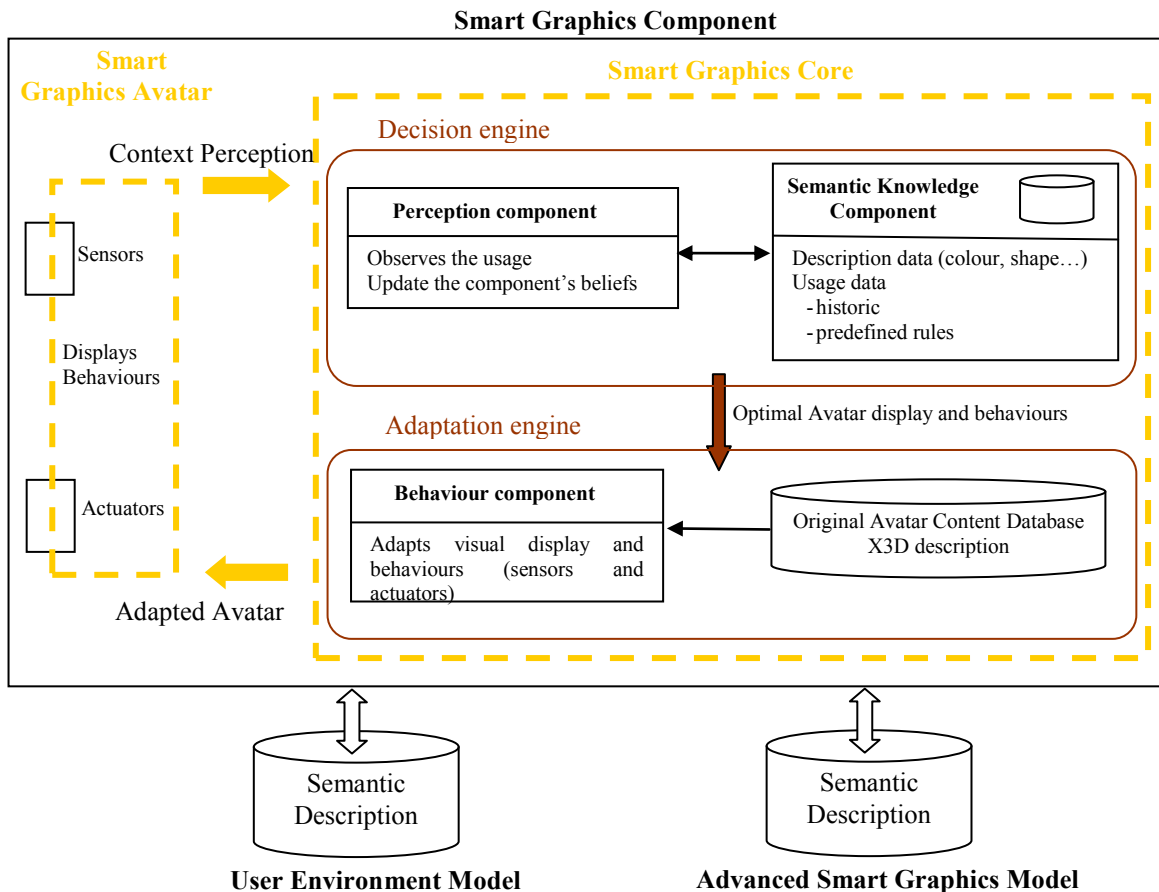 Smart Graphics Component
Smart
Graphics Avatar
Smart Graphics Core
Decision engine
Context Perception
Perception component
Observes the usage
Update the component’s beliefs
Semantic Knowledge
Component
Description data (colour, shape…)
Usage data
-historic
-predefined rules
Sensors
Displays
Behaviours
Actuators
Optimal Avatar display and behaviours
Adaptation engine
Behaviour component
Adapts visual display and
behaviours (sensors and
actuators)
Original Avatar Content Database
X3D description
Adapted Avatar
Semantic
Description
User Environment Model
Semantic
Description
Advanced Smart Graphics Model